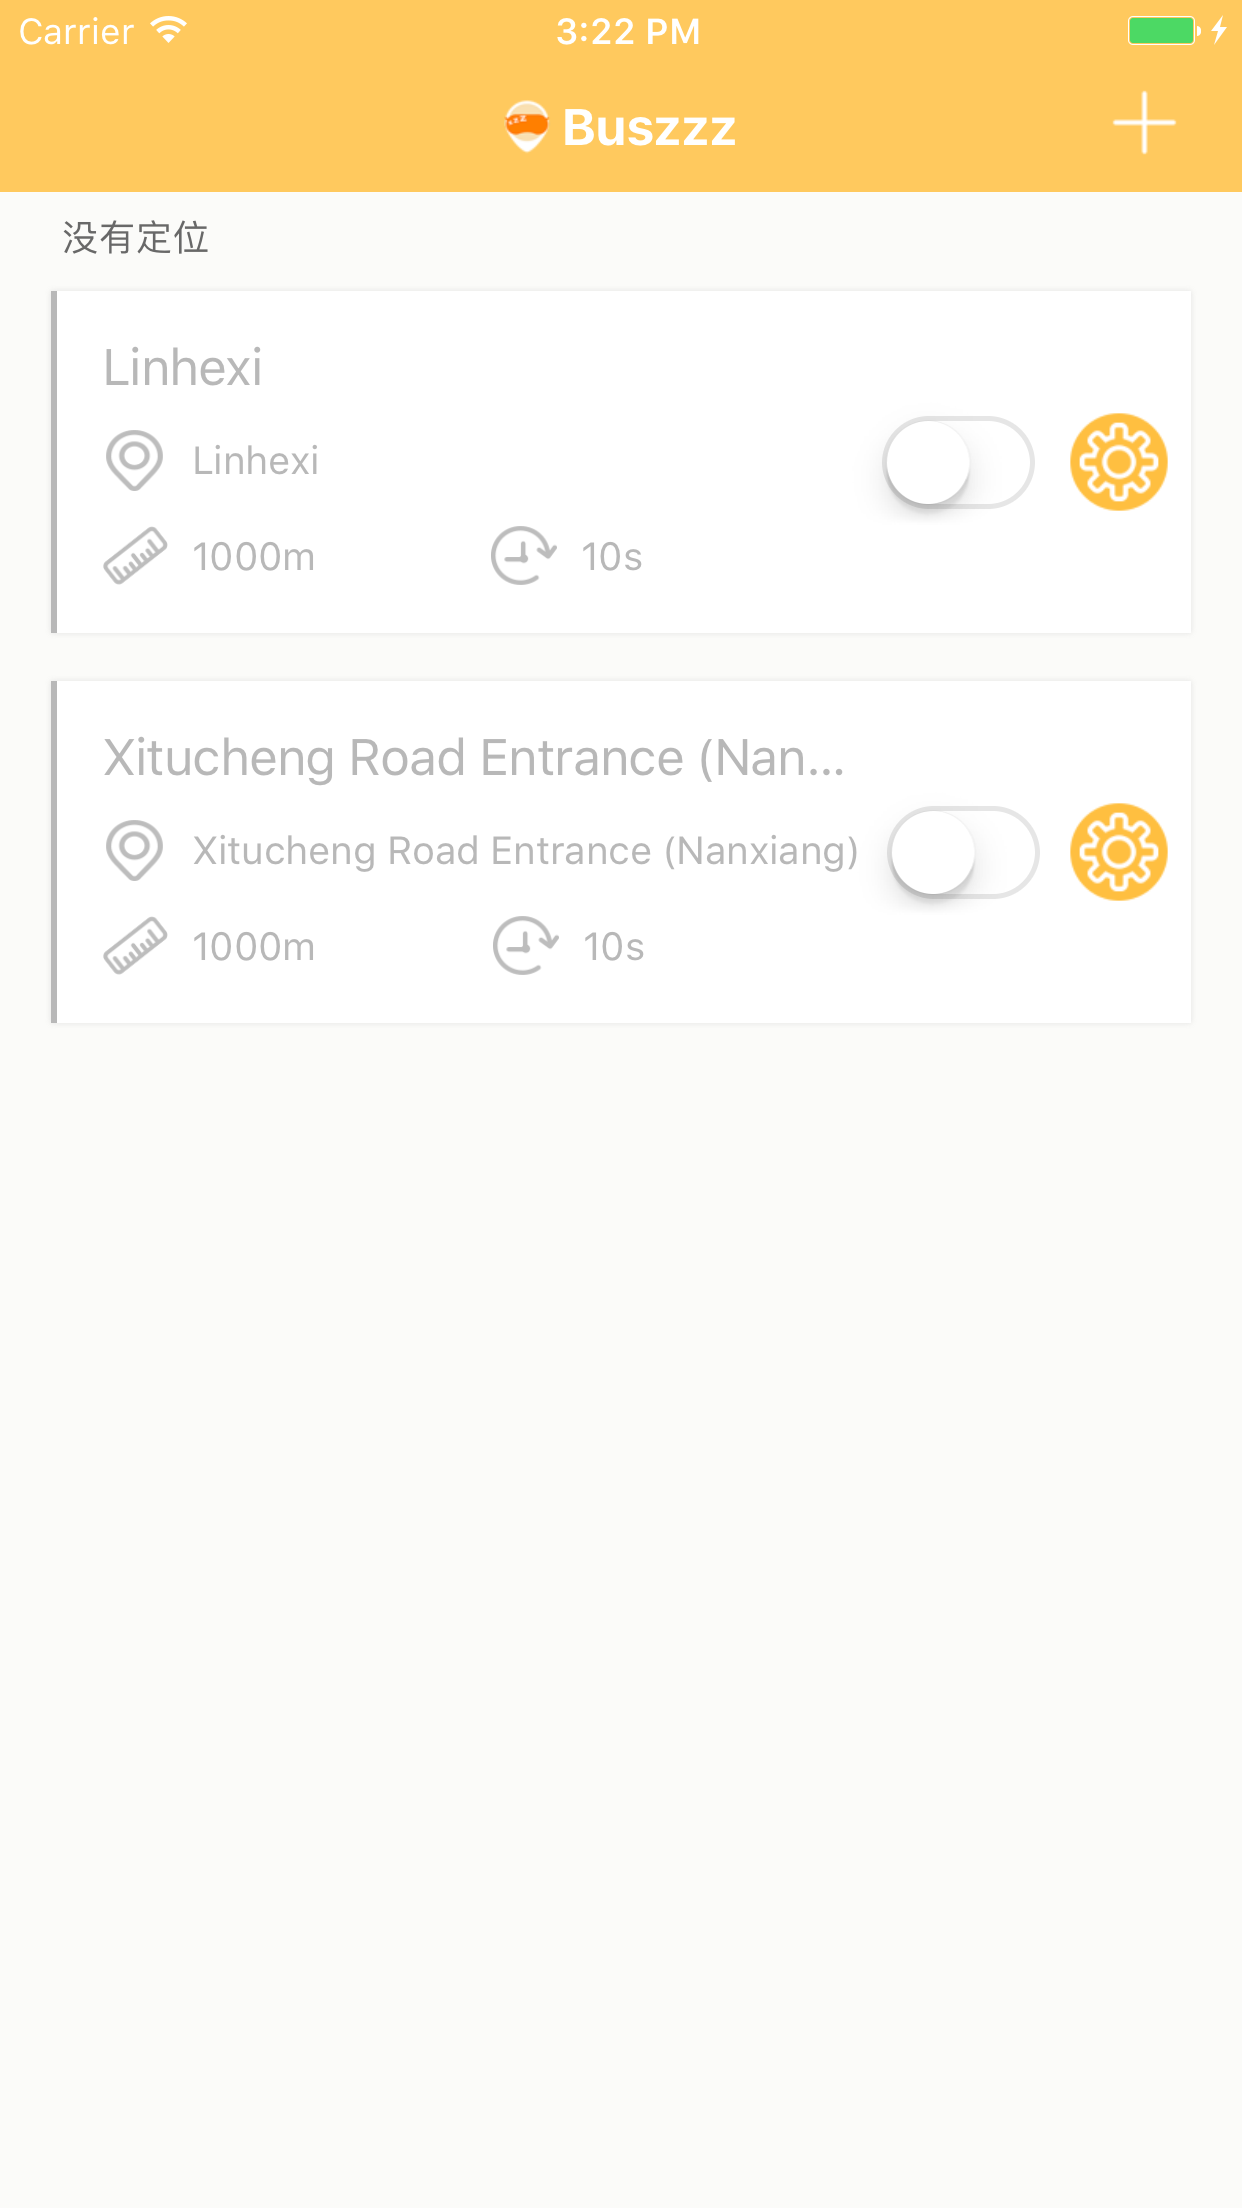 Carrier 3:22 PM
Buszzz
没有定位
Linhexi
Linhexi
1000m 10s
Xitucheng Road Entrance (Nan...
Xitucheng Road Entrance (Nanxiang)
1000m 10s